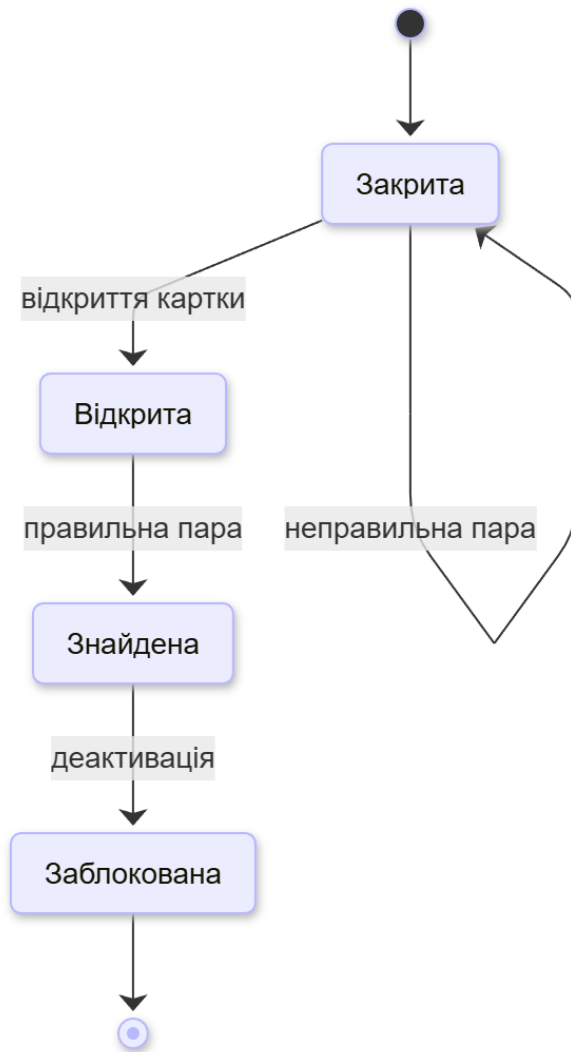 Закрита
відкриття картки
Відкрита
правильна пара
неправильна пара
Знайдена
деактивація
Заблокована